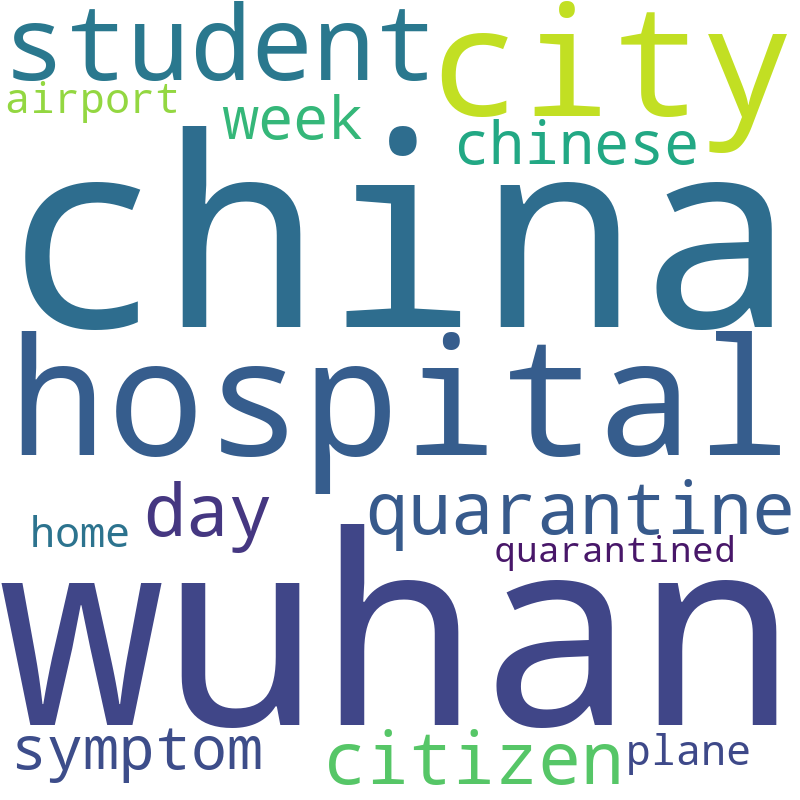 student city
airport week
chinese
china
hospital
day quarantine
home quarantined
wuhan
symptom citizen plane